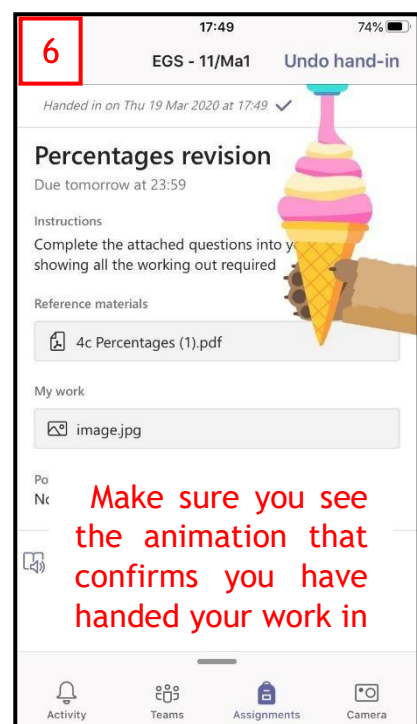 6
17:49
74%
EGS - 11/Ma1
Undo hand-in
Handed in on Thu 19 Mar 2020 at 17:49
Percentages revision
Due tomorrow at 23:59
Instructions
Complete the attached questions into
showing all the working out required
Reference materials
4c Percentages (1).pdf
My work
image.jpg
Make sure you see
the animation that
confirms you have
handed your work in
Activity
Teams
Assignments
Camera